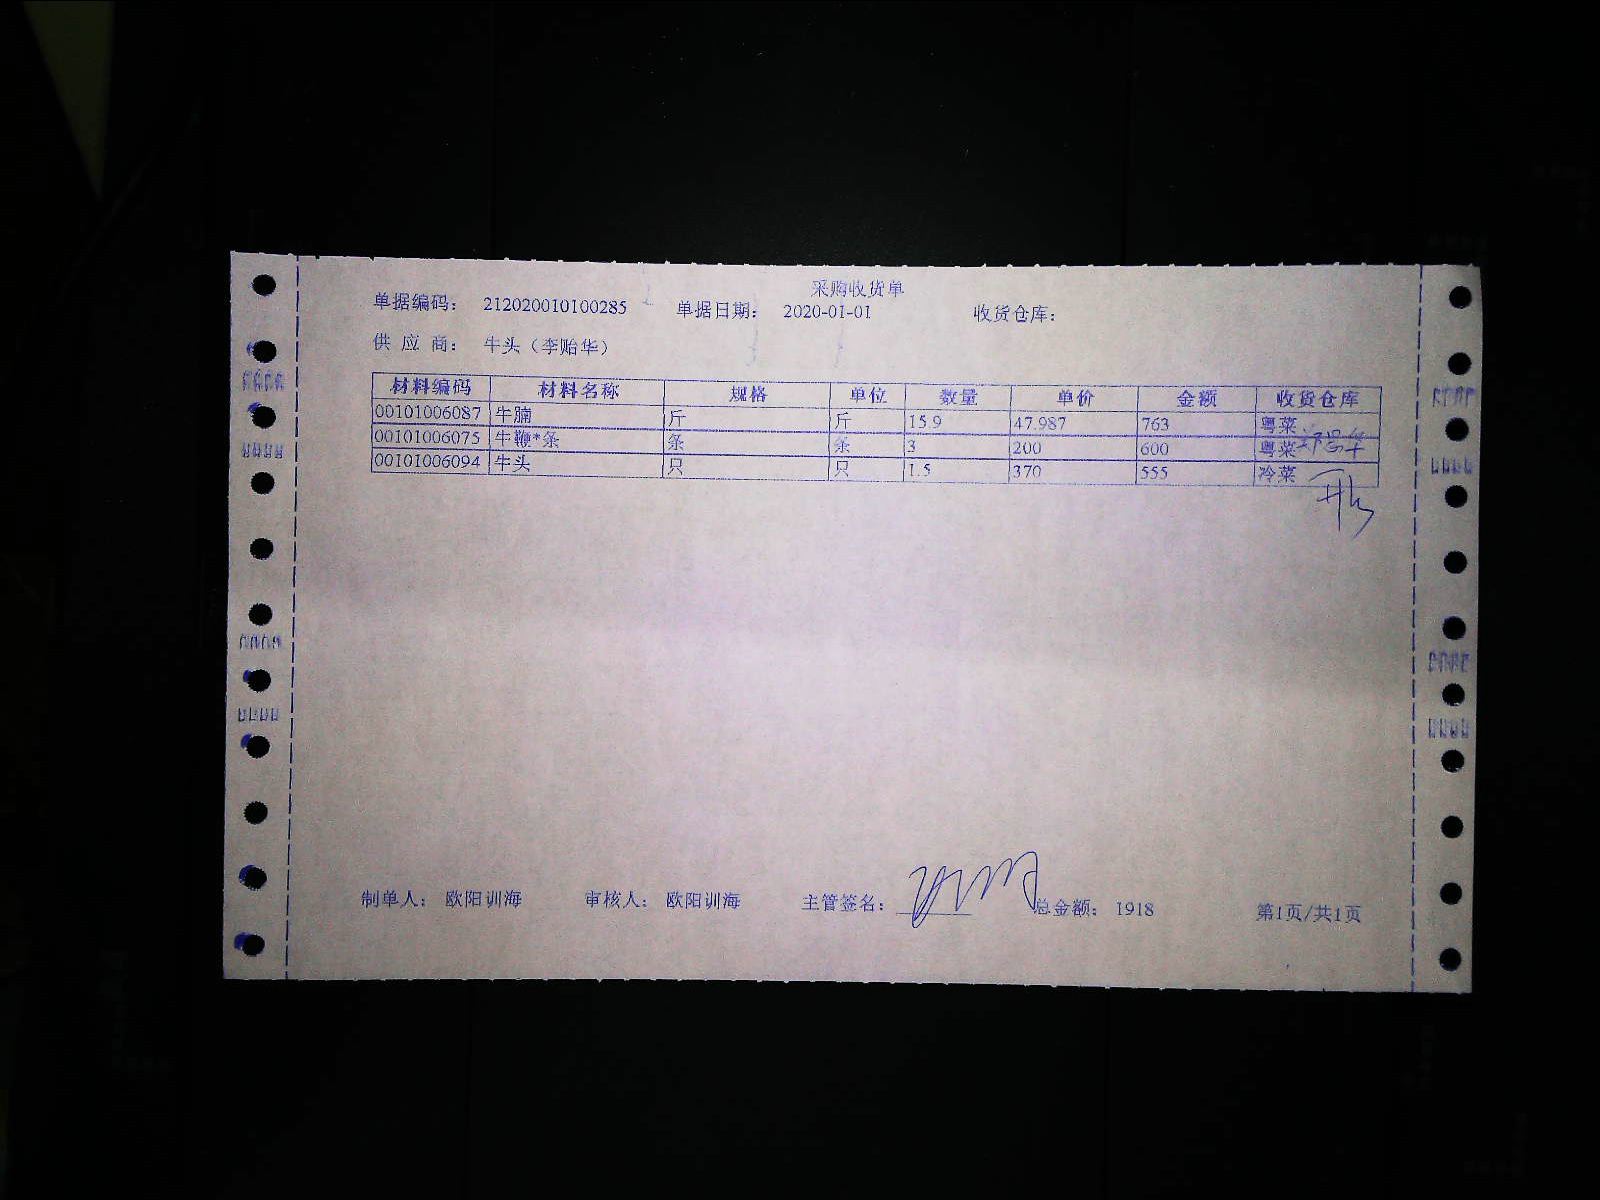 采购收货单
单据编码： 212020010100285 单据日期： 2020-01-01 收货仓库：
供 应 商： 牛头（李贻华）
材料编码 材料名称 规格 单位 数量 单价 金额 收货仓库
00101006087 牛腩 斤 斤 15.9 47.987 763 粤菜
00101006075 牛鞭*条 条 条 3 200 600 粤菜
00101006094 牛头 只 只 1.5 370 555 冷菜
制单人： 欧阳训海 审核人： 欧阳训海 主管签名： 总金额： 1918 第1页/共1页